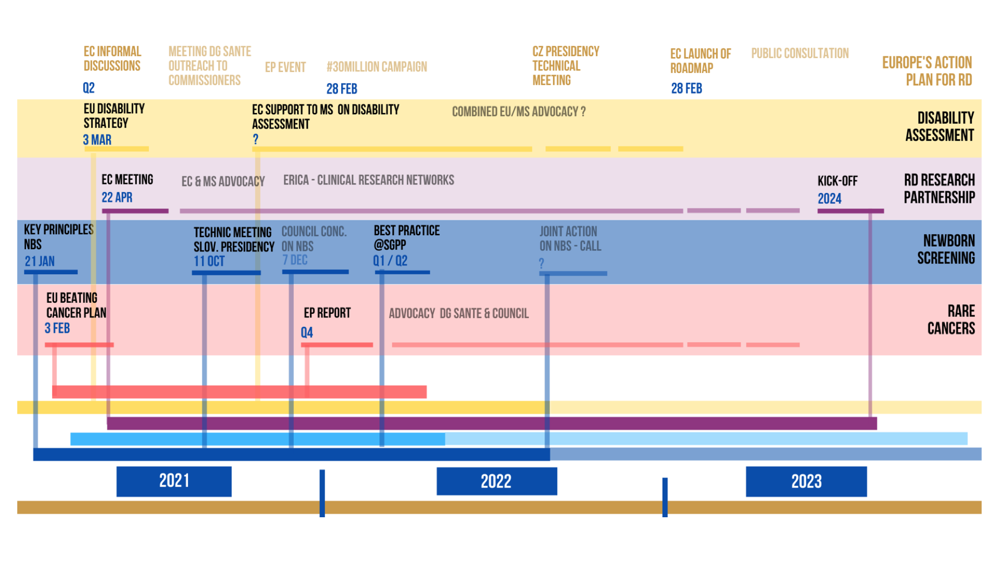 EC INFORMAL
DISCUSSIONS
Q2
MEETING DG SANTE
OUTREACH TO
COMMISSIONERS
EP EVENT
#30MILLION CAMPAIGN
28 FEB
CZ PRESIDENCY
TECHNICAL
MEETING
EC LAUNCH OF
ROADMAP
28 FEB
PUBLIC CONSULTATION
EUROPE'S ACTION
PLAN FOR RD
EU DISABILITY
STRATEGY
3 MAR
EC SUPPORT TO MS ON DISABILITY
ASSESSMENT
?
COMBINED EU/MS ADVOCACY ?
DISABILITY
ASSESSMENT
EC MEETING
22 APR
EC & MS ADVOCACY
ERICA - CLINICAL RESEARCH NETWORKS
KICK-OFF
2024
RD RESEARCH
PARTNERSHIP
KEY PRINCIPLES
NBS
21 JAN
TECHNIC MEETING
SLOV. PRESIDENCY
11 OCT
COUNCIL CONC.
ON NBS
7 DEC
BEST PRACTICE
@SGPP
Q1 / Q2
JOINT ACTION
ON NBS - CALL
?
NEWBORN
SCREENING
EU BEATING
CANCER PLAN
3 FEB
EP REPORT
Q4
ADVOCACY DG SANTE & COUNCIL
RARE
CANCERS
2021
2022
2023